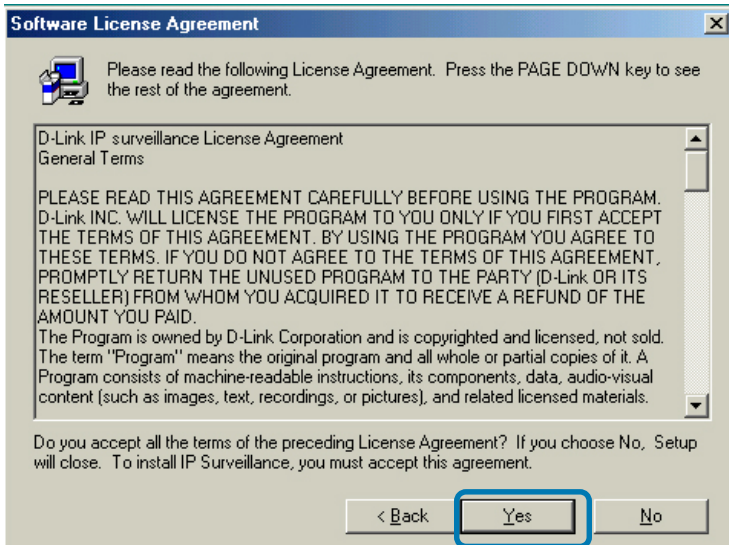 Software License Agreement
Please read the following License Agreement. Press the PAGE DOWN key to see
the rest of the agreement.
D-Link IP surveillance License Agreement
General Terms
PLEASE READ THIS AGREEMENT CAREFULLY BEFORE USING THE PROGRAM.
D-Link INC. WILL LICENSE THE PROGRAM TO YOU ONLY IF YOU FIRST ACCEPT
THE TERMS OF THIS AGREEMENT. BY USING THE PROGRAM YOU AGREE TO
THESE TERMS. IF YOU DO NOT AGREE TO THE TERMS OF THIS AGREEMENT,
PROMPTLY RETURN THE UNUSED PROGRAM TO THE PARTY (D-Link OR ITS
RESELLER) FROM WHOM YOU ACQUIRED IT TO RECEIVE A REFUND OF THE
AMOUNT YOU PAID.
The Program is owned by D-Link Corporation and is copyrighted and licensed, not sold.
The term "Program" means the original program and all whole or partial copies of it. A
Program consists of machine-readable instructions, its components, data, audio-visual
content (such as images, text, recordings, or pictures), and related licensed materials.
Do you accept all the terms of the preceding License Agreement? If you choose No, Setup
will close. To install IP Surveillance, you must accept this agreement.
< Back Yes No